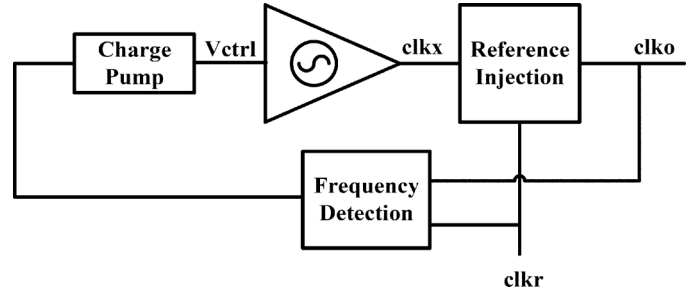 Charge
Pump
Vctrl
clkx
Reference
Injection
clko
Frequency
Detection
clkr